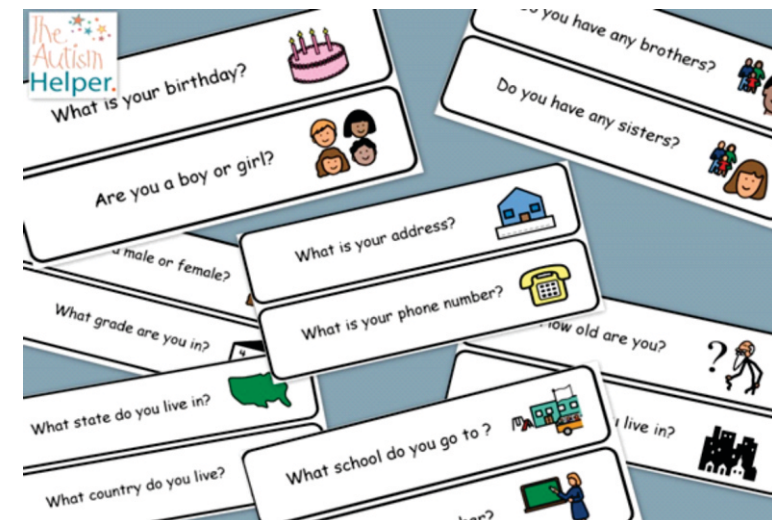 The
Autism
Helper.
What is your birthday?
Are you a boy or girl?
you have any brothers?
Do you have any sisters?
What is your address?
What is your phone number?
male or female?
What grade are you in?
4
How old are you?
?
live in?
What state do you live in?
What country do you live?
What school do you go to ?